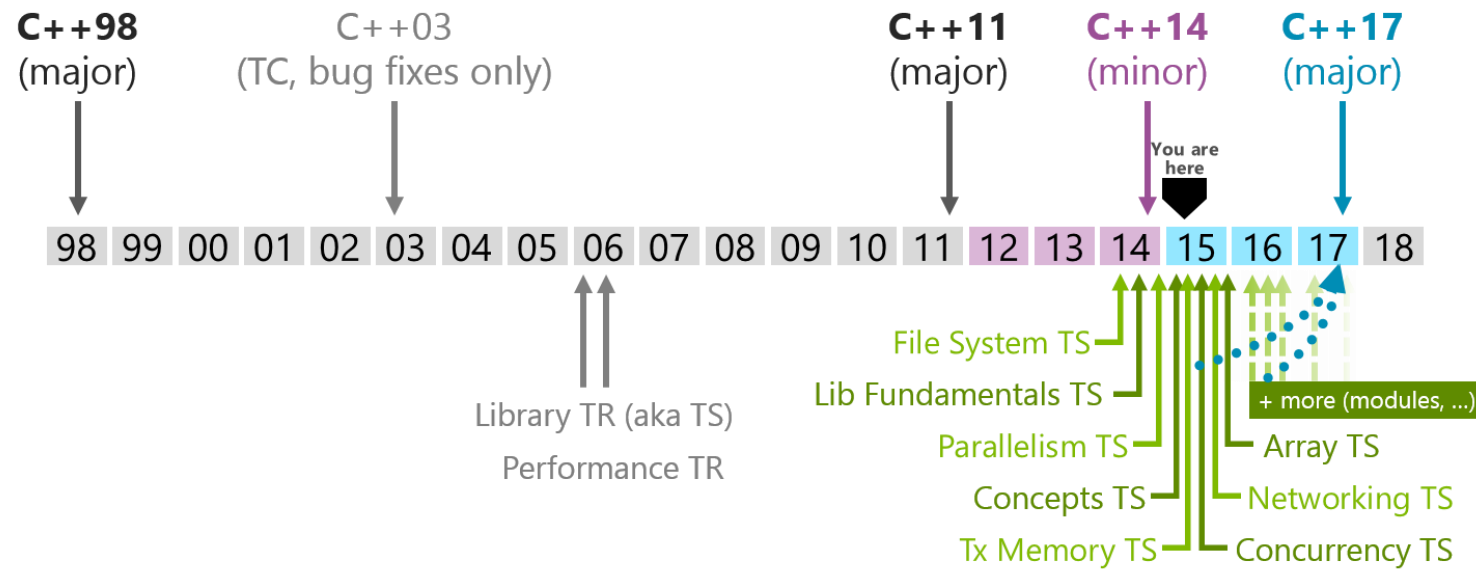 C++98
(major)
C++03
(TC, bug fixes only)
C++11
(major)
C++14
(minor)
C++17
(major)
You are
here
98 99 00 01 02 03 04 05 06 07 08 09 10 11 12 13 14 15 16 17 18
File System TS
Lib Fundamentals TS
+ more (modules, ...)
Library TR (aka TS)
Parallelism TS
Array TS
Performance TR
Concepts TS
Networking TS
Tx Memory TS
Concurrency TS